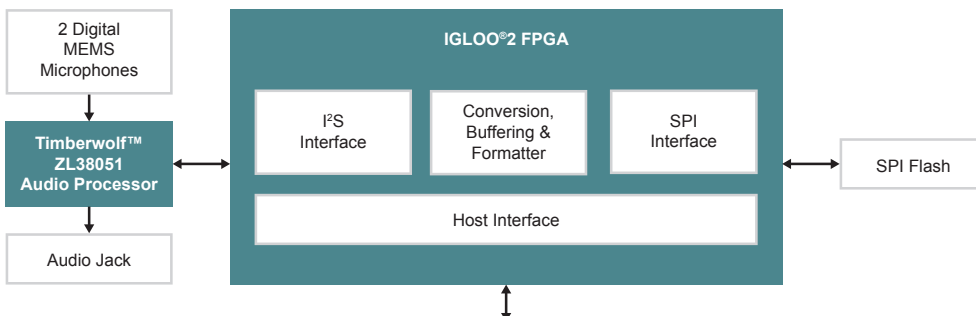 2 Digital
MEMS
Microphones
Timberwolf™
ZL38051
Audio Processor
Audio Jack
IGLOO®2 FPGA
I²S
Interface
Conversion,
Buffering &
Formatter
SPI
Interface
Host Interface
SPI Flash